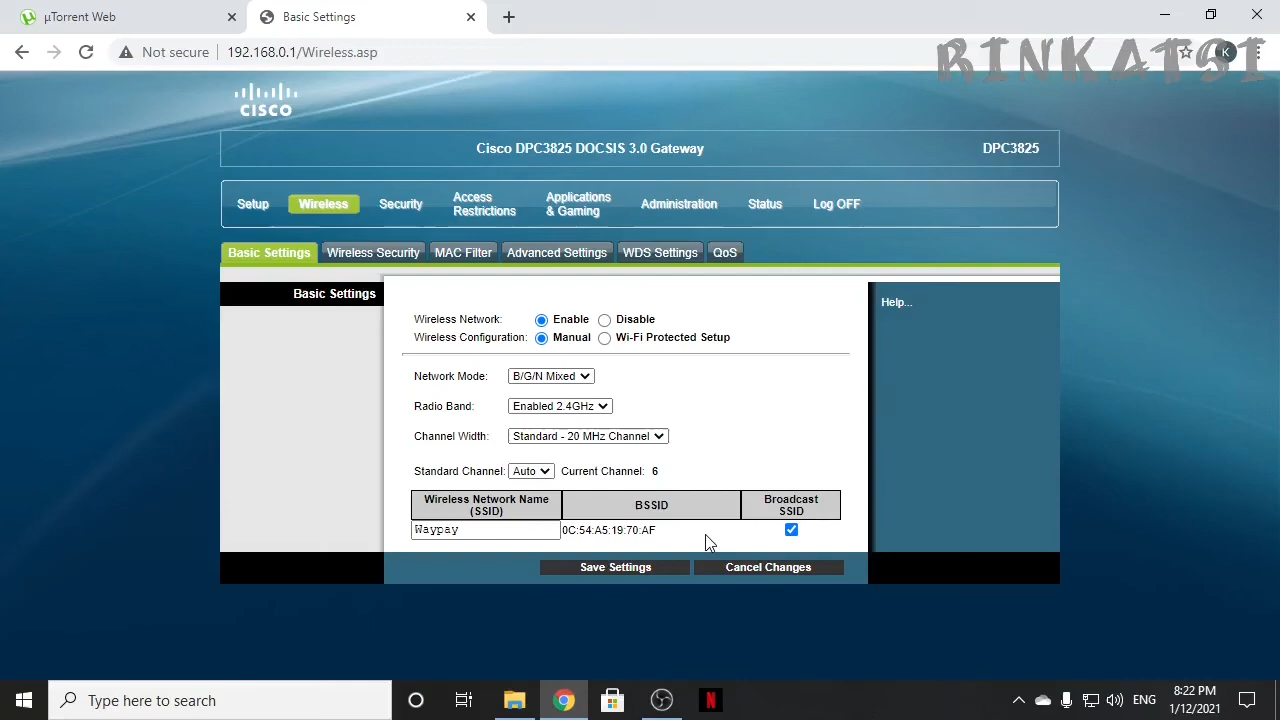 µTorrent Web
Basic Settings
Not secure
192.168.0.1/Wireless.asp
K
RINKATSI
CISCO
Cisco DPC3825 DOCSIS 3.0 Gateway
DPC3825
Setup
Wireless
Security
Access
Restrictions
Applications
& Gaming
Administration
Status
Log OFF
Basic Settings
Wireless Security
MAC Filter
Advanced Settings
WDS Settings
QoS
Basic Settings
Help...
Wireless Network: Enable Disable
Wireless Configuration: Manual Wi-Fi Protected Setup
Network Mode: B/G/N Mixed
Radio Band: Enabled 2.4GHz
Channel Width: Standard - 20 MHz Channel
Standard Channel: Auto Current Channel: 6
Wireless Network Name
(SSID)
BSSID
Broadcast
SSID
Waypay
0C:54:A5:19:70:AF
Save Settings
Cancel Changes
Type here to search
N
ENG
8:22 PM
1/12/2021